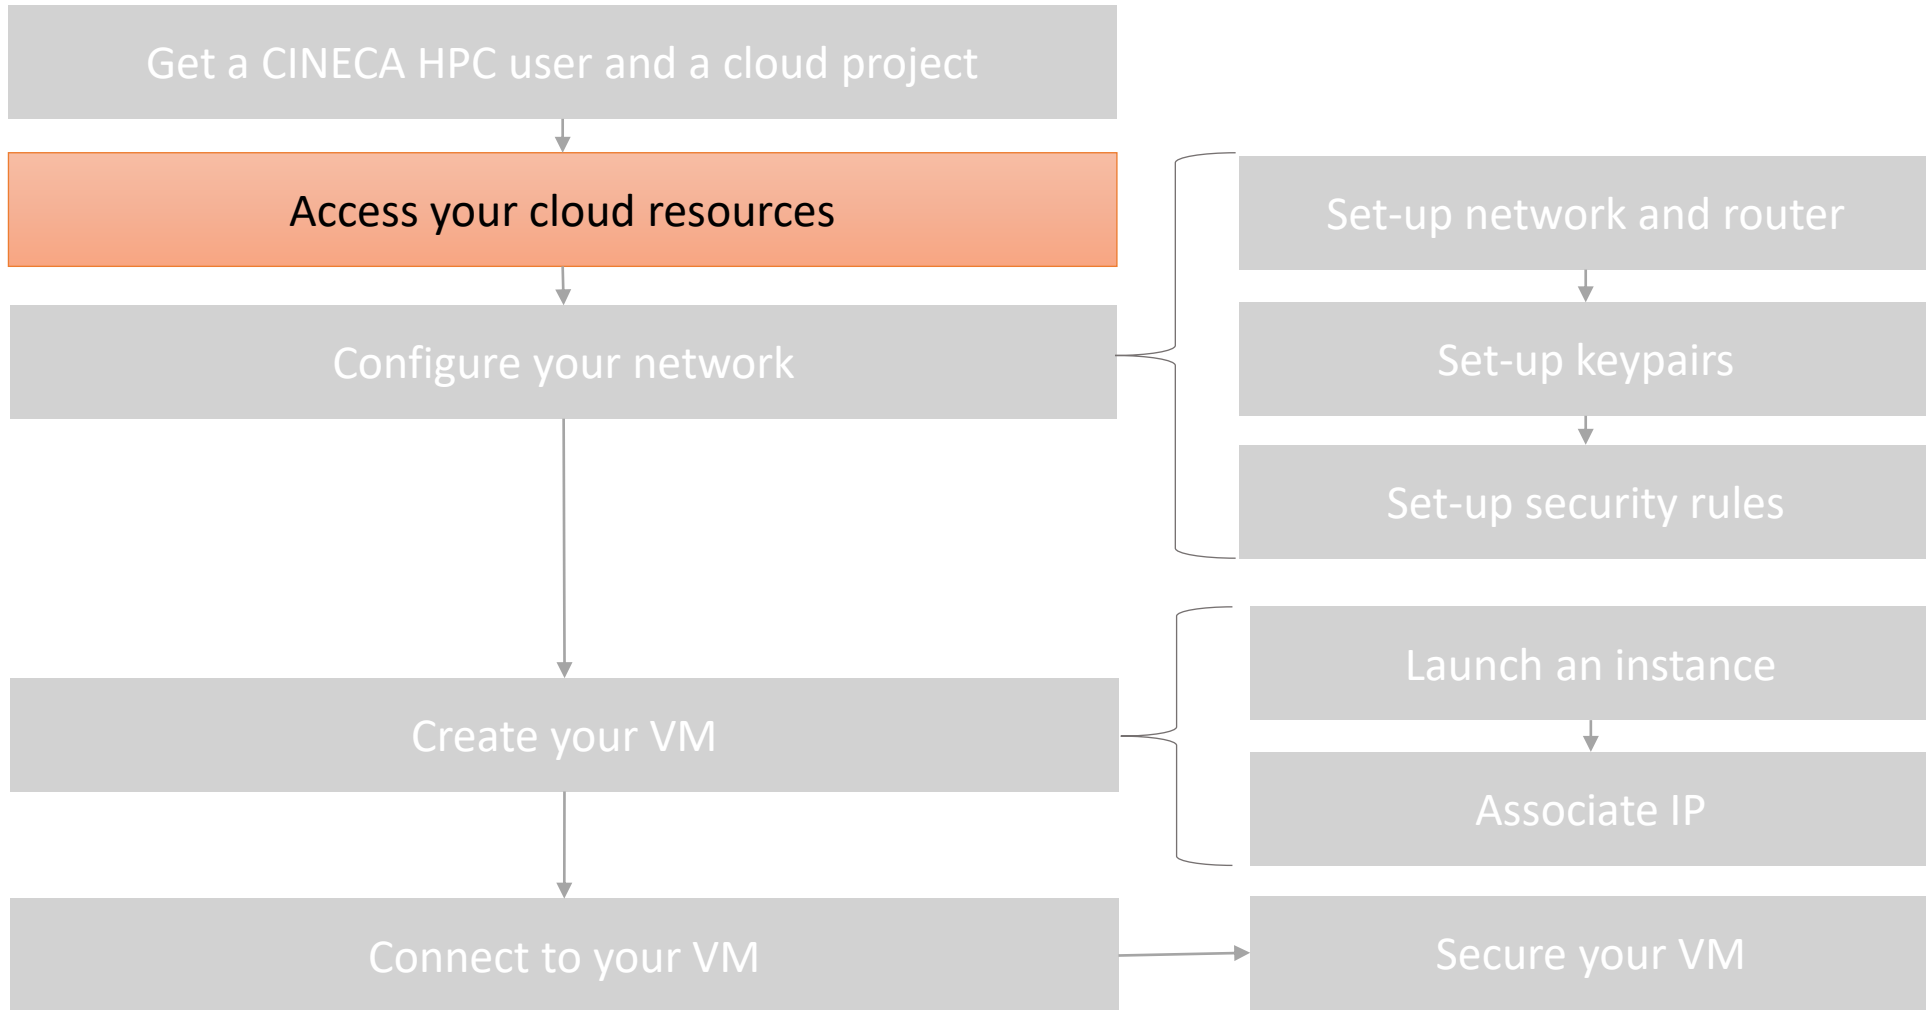 Get a CINECA HPC user and a cloud project
Access your cloud resources
Configure your network
Set-up network and router
Set-up keypairs
Set-up security rules
Create your VM
Launch an instance
Associate IP
Connect to your VM
Secure your VM